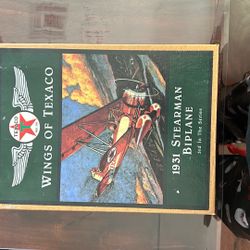 TEXACO
WINGS OF TEXACO
1931 STEARMAN
BIPLANE
3rd In The Series